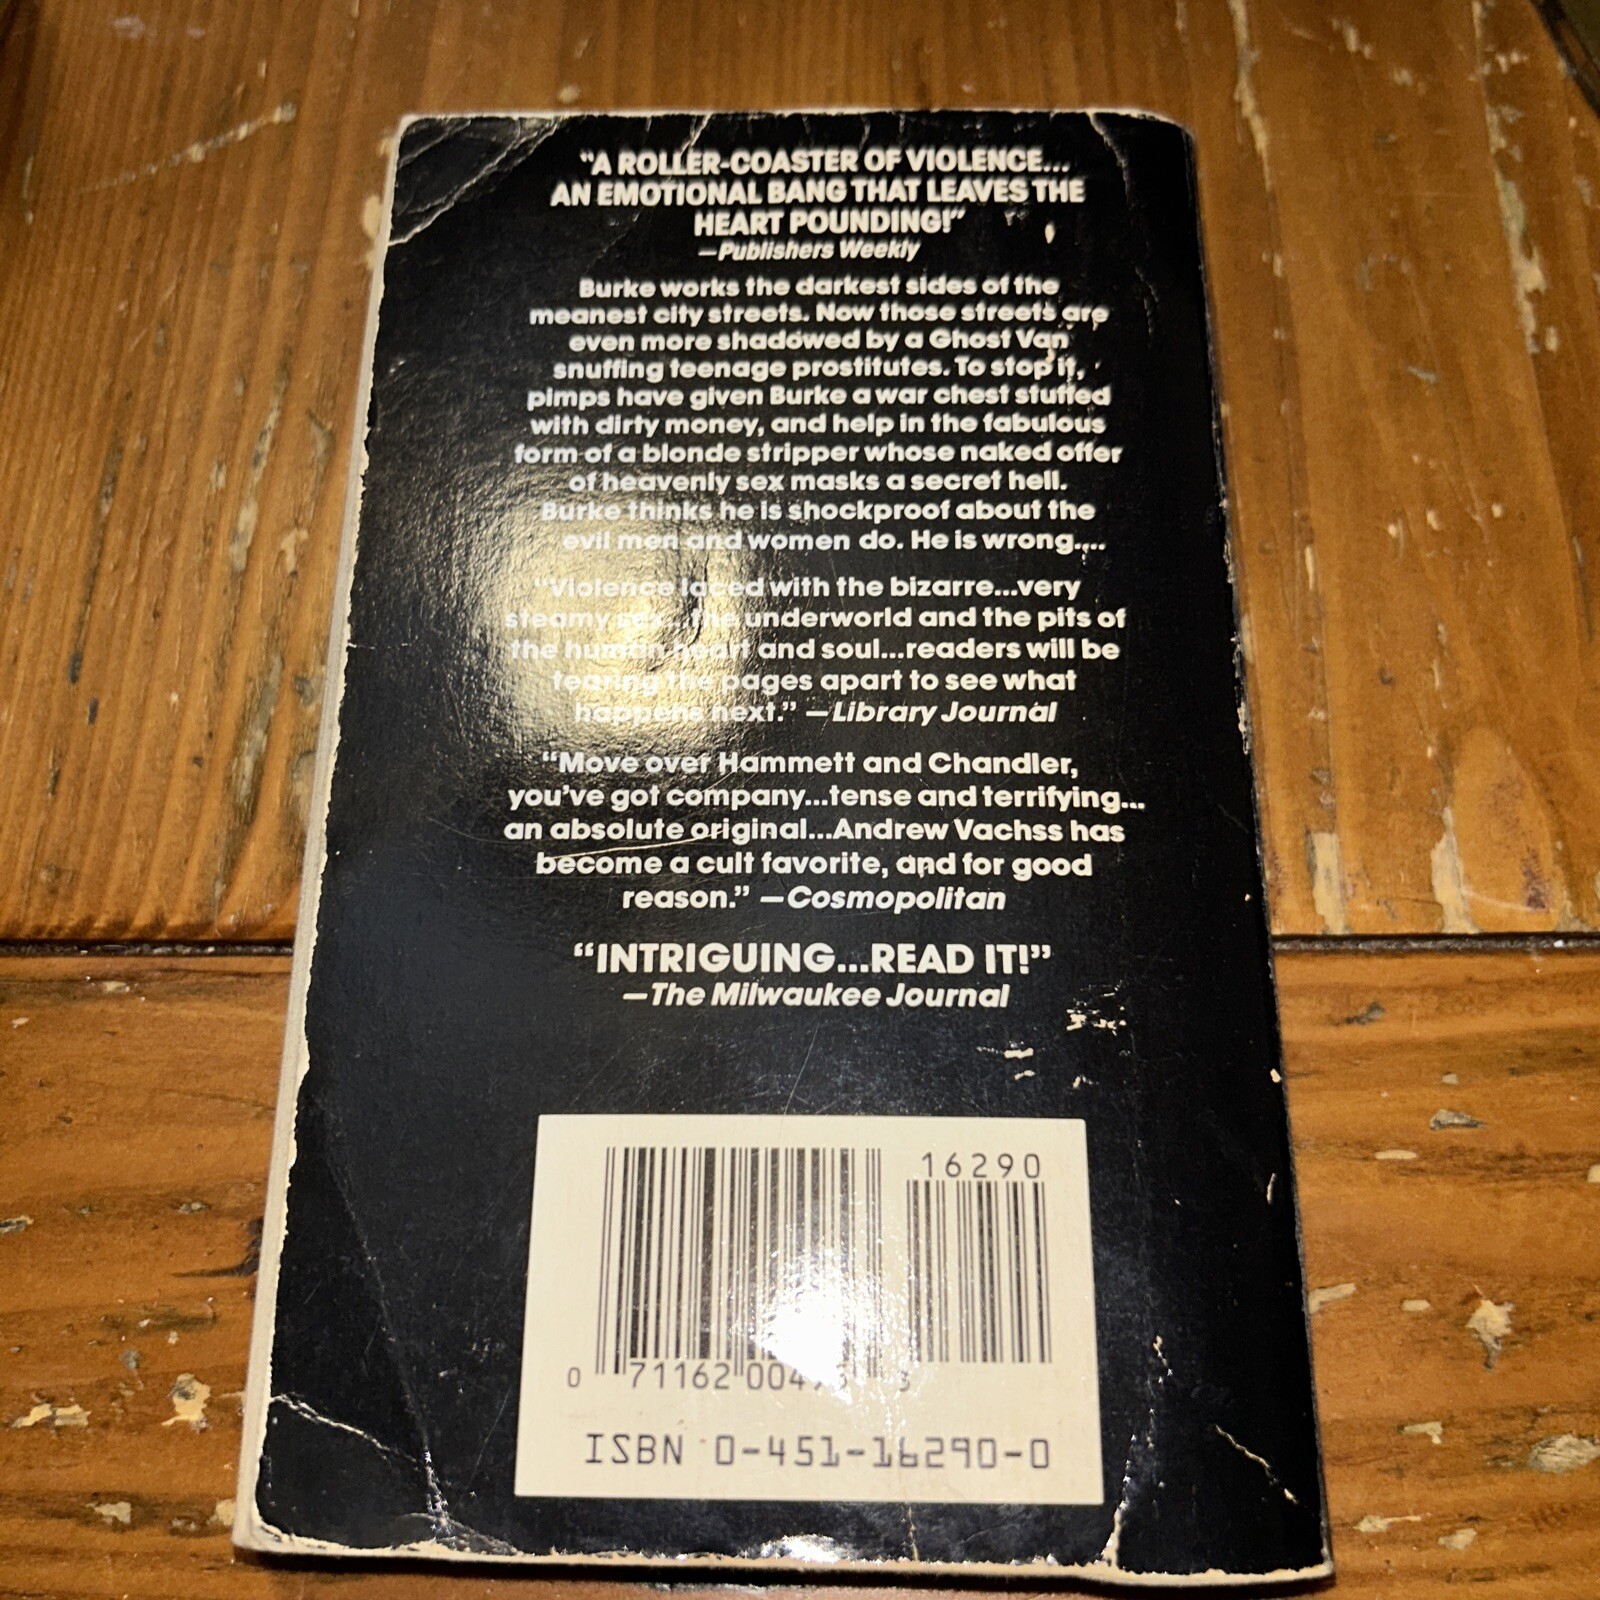 "A ROLLER-COASTER OF VIOLENCE...
AN EMOTIONAL BANG THAT LEAVES THE
HEART POUNDING!"
—Publishers Weekly
Burke works the darkest sides of the
meanest city streets. Now those streets are
even more shadowed by a Ghost Van
snuffing teenage prostitutes. To stop it,
pimps have given Burke a war chest stuffed
with dirty money, and help in the fabulous
form of a blonde stripper whose naked offer
of heavenly sex masks a secret hell.
Burke thinks he is shockproof about the
evil men and women do. He is wrong....
"Violence laced with the bizarre...very
steamy sex...the underworld and the pits of
the human heart and soul...readers will be
tearing the pages apart to see what
happens next." —Library Journal
"Move over Hammett and Chandler,
you've got company...tense and terrifying...
an absolute original...Andrew Vachss has
become a cult favorite, and for good
reason." —Cosmopolitan
"INTRIGUING...READ IT!"
—The Milwaukee Journal
16290
0 71162 3
ISBN 0-451-16290-0